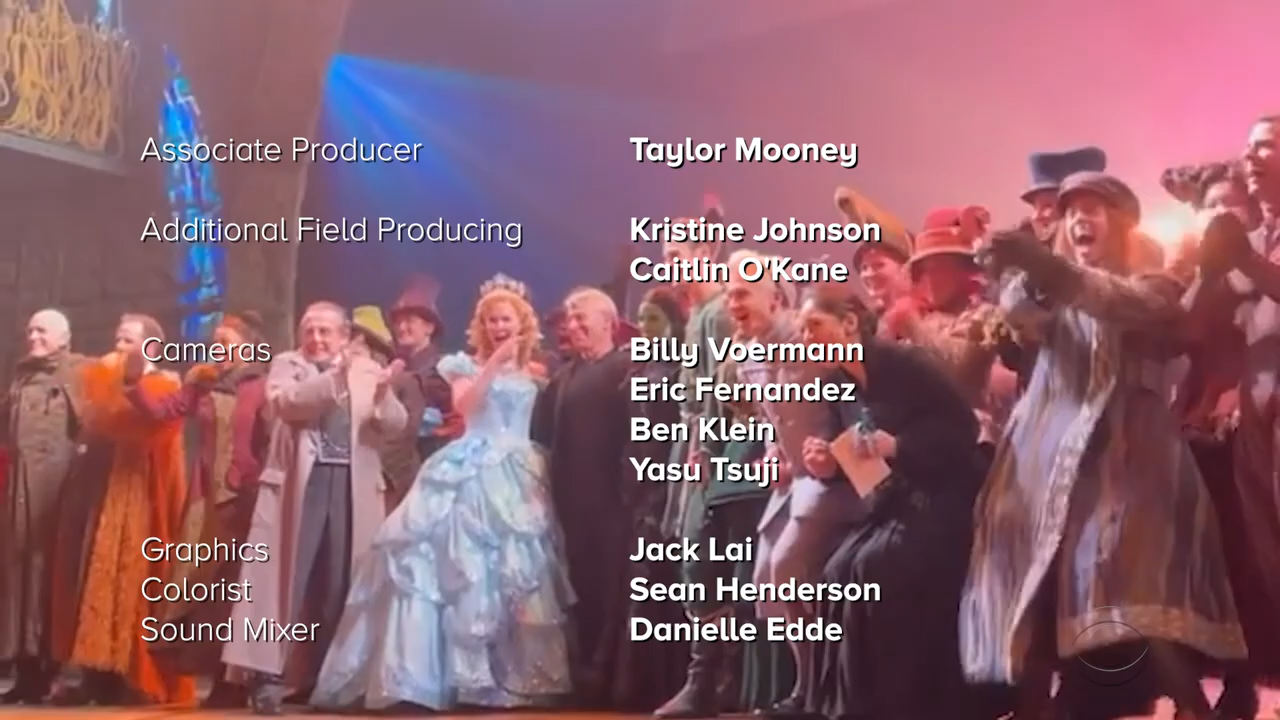 Associate Producer Taylor Mooney
Additional Field Producing Kristine Johnson
Caitlin O'Kane
Cameras Billy Voermann
Eric Fernandez
Ben Klein
Yasu Tsuji
Graphics Jack Lai
Colorist Sean Henderson
Sound Mixer Danielle Edde